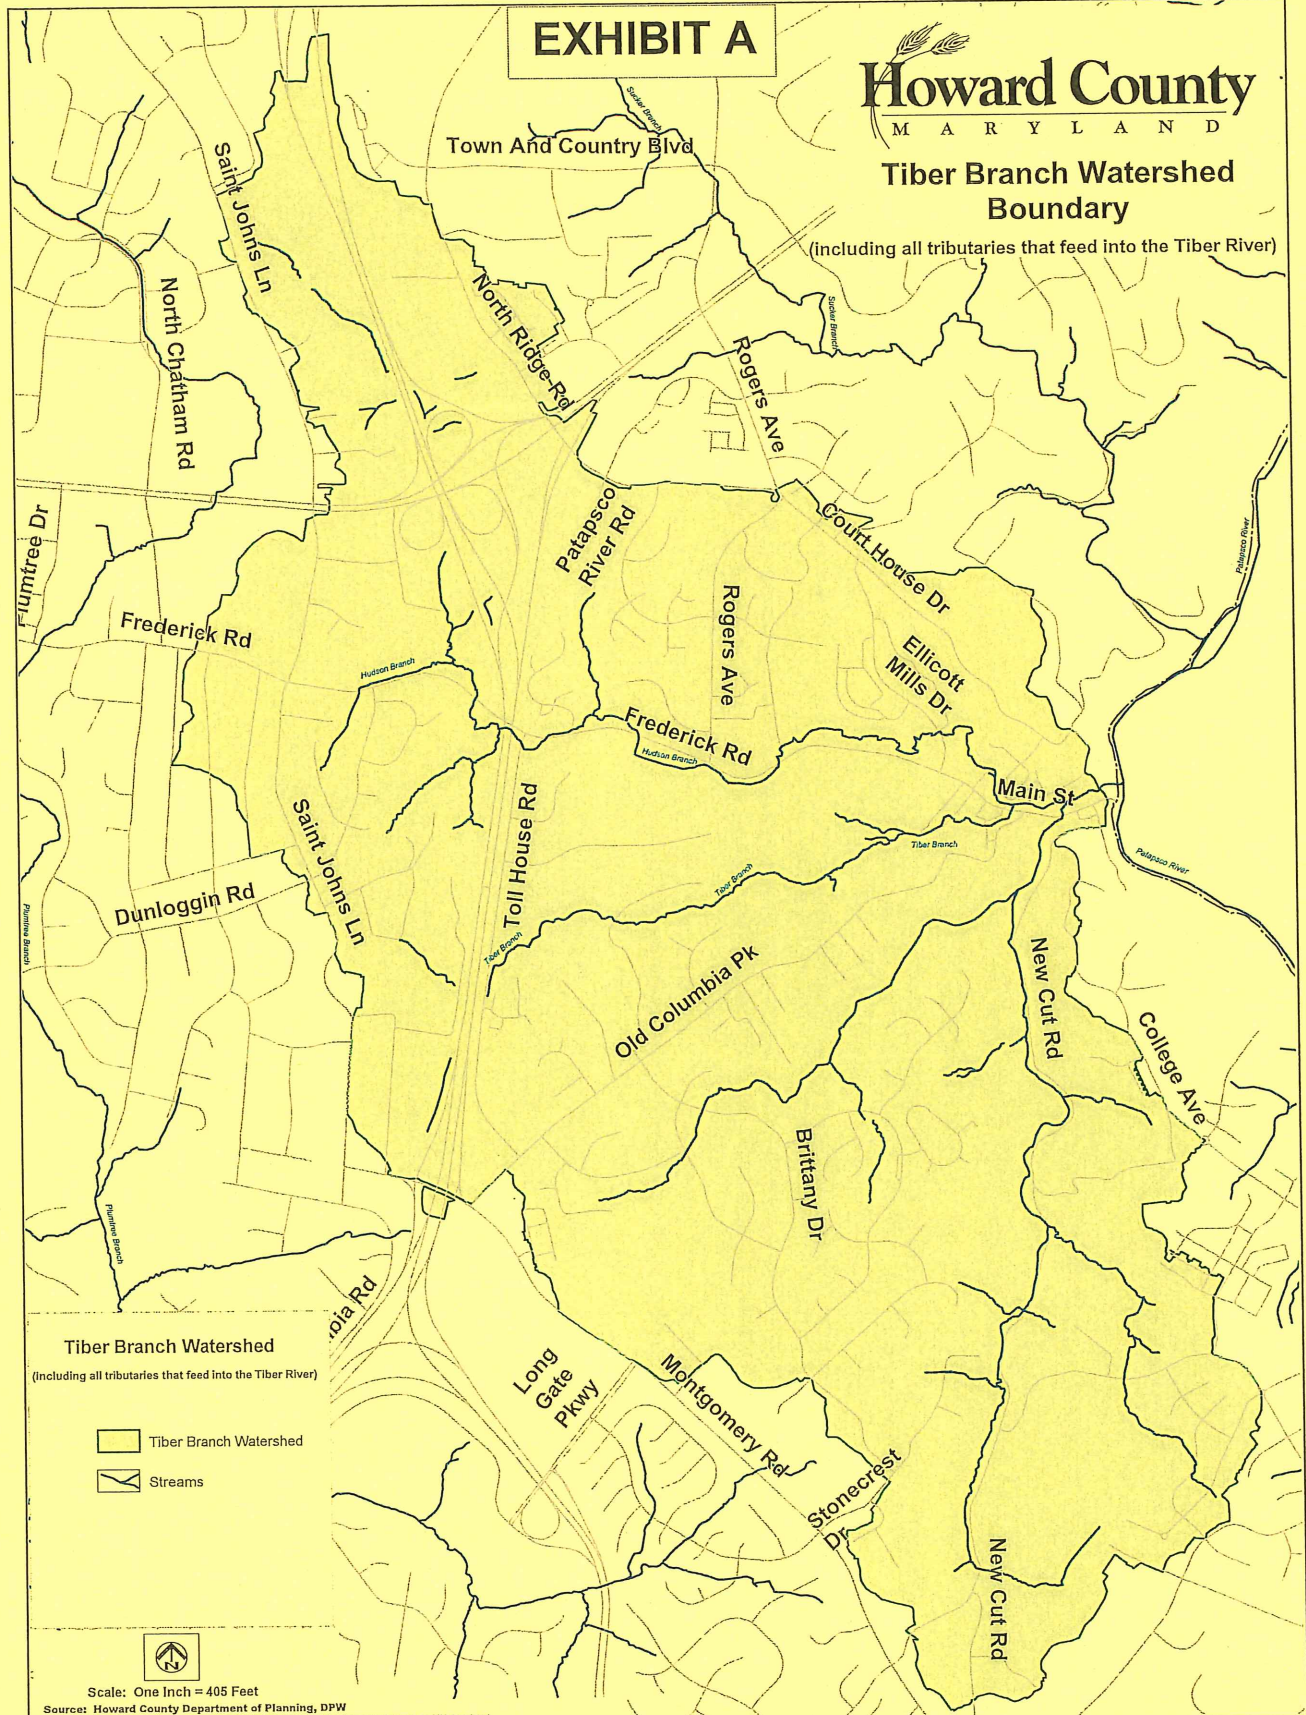 EXHIBIT A
Howard County
MARYLAND
Tiber Branch Watershed
Boundary
(including all tributaries that feed into the Tiber River)
Sucker Branch
Town And Country Blvd
Saint Johns Ln
North Chatham Rd
North Ridge Rd
Sucker Branch
Rogers Ave
Patapsco River
Patapsco
River Rd
Court House Dr
Frederick Rd
Hudson Branch
Rogers Ave
Ellicott
Mills Dr
Frederick Rd
Hudson Branch
Main St
Toll House Rd
Saint Johns Ln
Dunloggin Rd
Tiber Branch
Tiber Branch
Tiber Branch
Patapsco River
Plumtree Branch
Old Columbia Pk
New Cut Rd
College Ave
Brittany Dr
Plumtree Branch
Long
Gate
Pkwy
Montgomery Rd
Stonecrest
Dr
New Cut Rd
Tiber Branch Watershed
(including all tributaries that feed into the Tiber River)
Tiber Branch Watershed
Streams
N
Scale: One Inch = 405 Feet
Source: Howard County Department of Planning, DPW